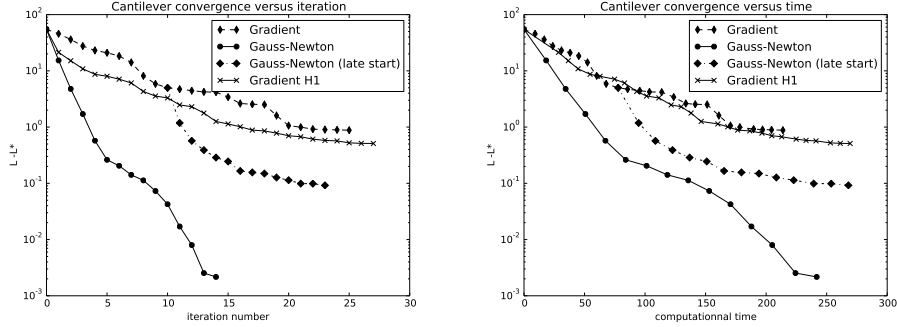 Cantilever convergence versus iteration
10^2
10^1
10^0
10^-1
10^-2
10^-3
L -L*
Gradient
Gauss-Newton
Gauss-Newton (late start)
Gradient H1
0 5 10 15 20 25 30
iteration number
Cantilever convergence versus time
10^2
10^1
10^0
10^-1
10^-2
10^-3
L -L*
Gradient
Gauss-Newton
Gauss-Newton (late start)
Gradient H1
0 50 100 150 200 250 300
computationnal time